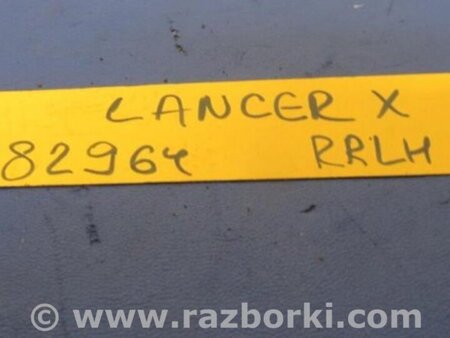 LANCER X
82964 RRLH
© www.razborki.com